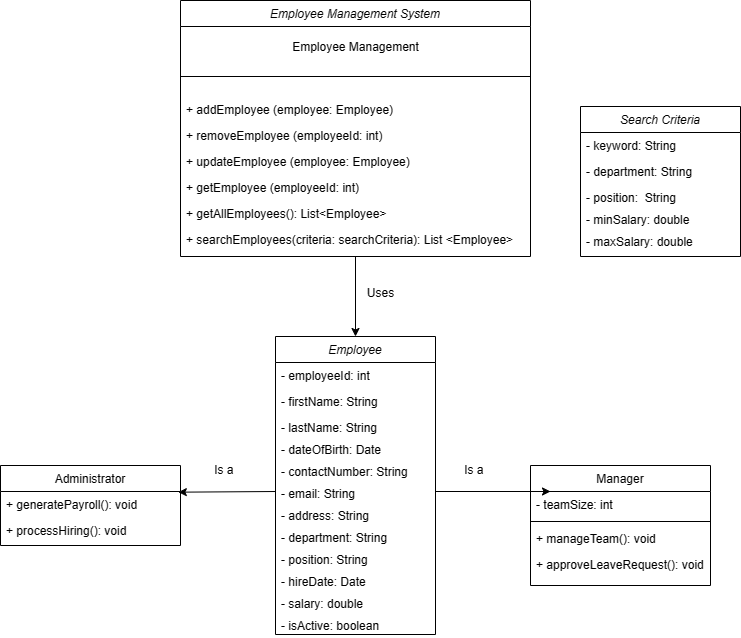 Employee Management System
Employee Management
+ addEmployee (employee: Employee)
+ removeEmployee (employeeId: int)
+ updateEmployee (employee: Employee)
+ getEmployee (employeeId: int)
+ getAllEmployees(): List<Employee>
+ searchEmployees(criteria: searchCriteria): List <Employee>
Search Criteria
- keyword: String
- department: String
- position:  String
- minSalary: double
- maxSalary: double
Uses
Employee
- employeeId: int
- firstName: String
- lastName: String
- dateOfBirth: Date
- contactNumber: String
- email: String
- address: String
- department: String
- position: String
- hireDate: Date
- salary: double
- isActive: boolean
Is a
Administrator
+ generatePayroll(): void
+ processHiring(): void
Is a
Manager
- teamSize: int
+ manageTeam(): void
+ approveLeaveRequest(): void